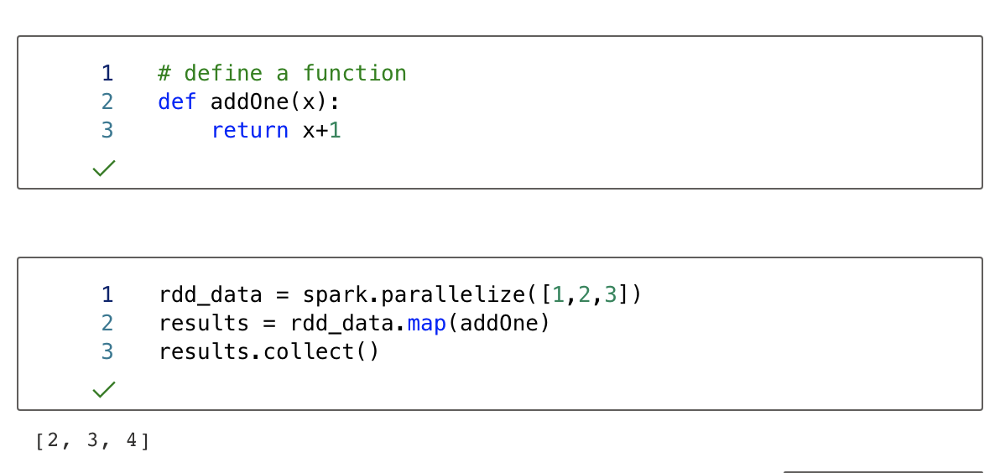 1 # define a function
2 def addOne(x):
3     return x+1
1 rdd_data = spark.parallelize([1,2,3])
2 results = rdd_data.map(addOne)
3 results.collect()
[2, 3, 4]